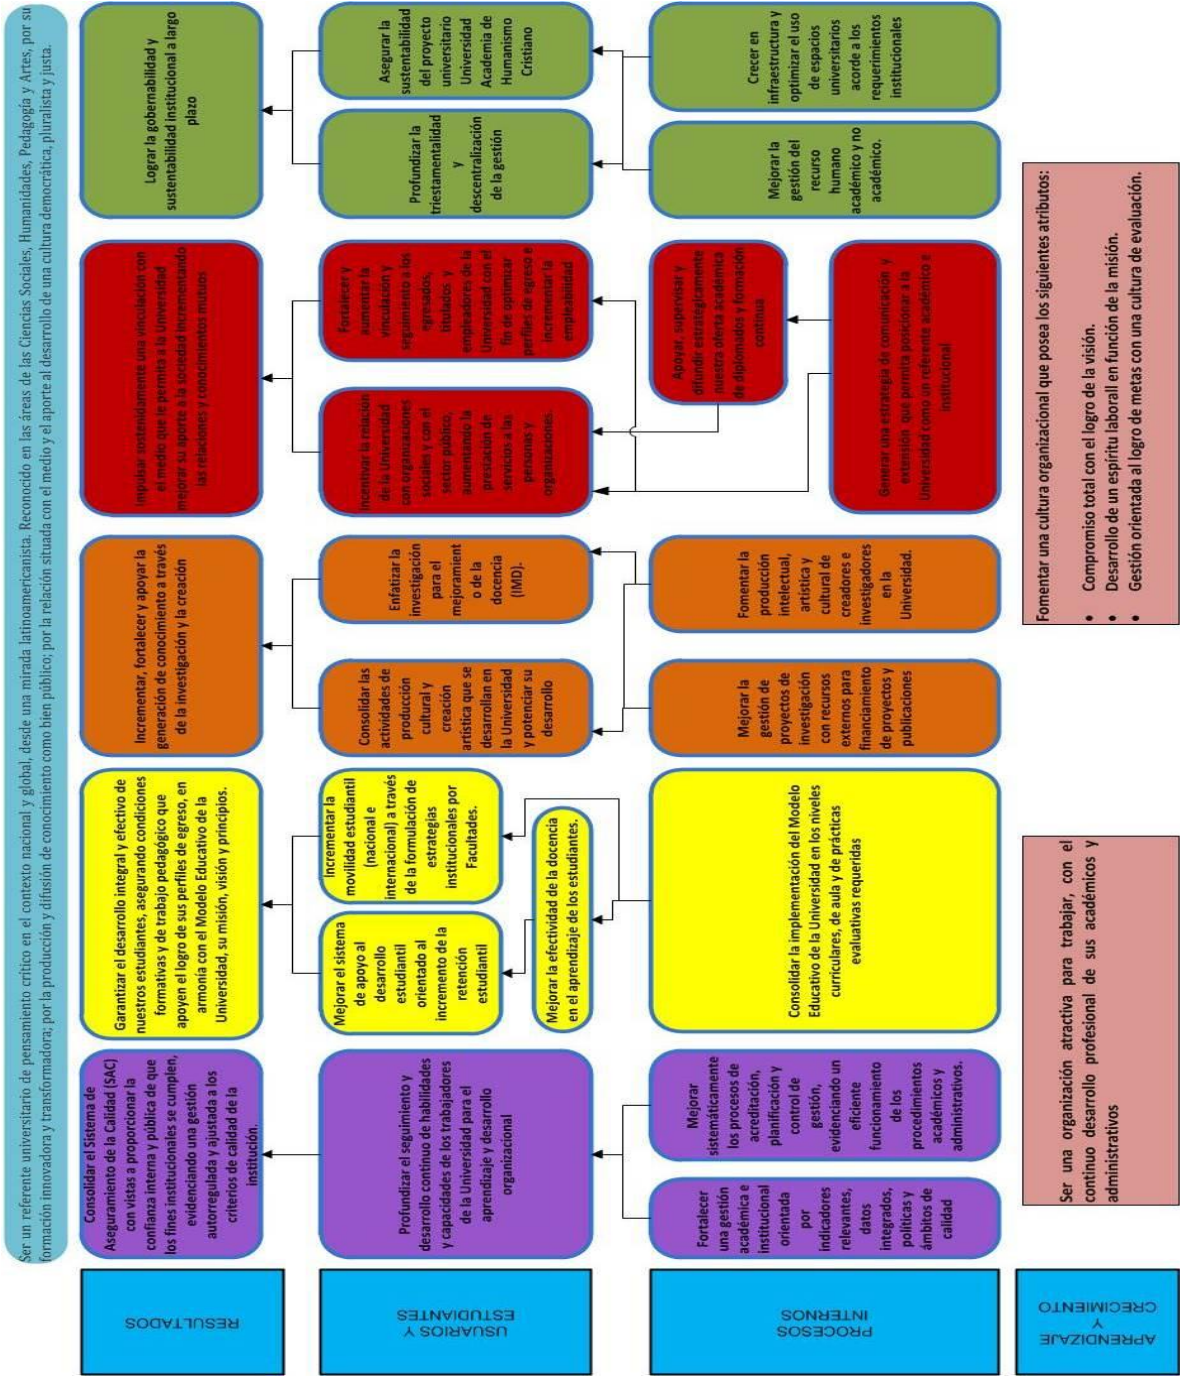 Ser un referente universitario de pensamiento crítico en el contexto nacional y global, desde una mirada latinoamericanista. Reconocido en las áreas de las Ciencias Sociales, Humanidades, Pedagogía y Artes, por su
formación innovadora y transformadora; por la producción y difusión de conocimiento como bien público; por la relación situada con el medio y el aporte al desarrollo de una cultura democrática, pluralista y justa.
RESULTADOS
Consolidar el Sistema de
Aseguramiento de la Calidad (SAC)
con vistas a proporcionar la
confianza interna y pública de que
los fines institucionales se cumplen,
evidenciando una gestión
autorregulada y ajustada a los
criterios de calidad de la
institución.
Garantizar el desarrollo integral y efectivo de
nuestros estudiantes, asegurando condiciones
formativas y de trabajo pedagógico que
apoyen el logro de sus perfiles de egreso, en
armonía con el Modelo Educativo de la
Universidad, su misión, visión y principios.
Incrementar, fortalecer y apoyar la
generación de conocimiento a través
de la investigación y la creación
Impulsar sostenidamente una vinculación con
el medio que le permita a la Universidad
mejorar su aporte a la sociedad incrementando
las relaciones y conocimientos mutuos
Lograr la gobernabilidad y
sustentabilidad institucional a largo
plazo
USUARIOS Y
ESTUDIANTES
Profundizar el seguimiento y
desarrollo continuo de habilidades
y capacidades de los trabajadores
de la Universidad para el
aprendizaje y desarrollo
organizacional
Mejorar el sistema
de apoyo al
desarrollo
estudiantil
orientado al
incremento de la
retención
estudiantil
Incrementar la
movilidad estudiantil
(nacional e
internacional) a través
de la formulación de
estrategias
institucionales por
Facultades.
Mejorar la efectividad de la docencia
en el aprendizaje de los estudiantes.
Consolidar las
actividades de
producción
cultural y
creación
artística que se
desarrollan en
la Universidad
y potenciar su
desarrollo
Enfatizar la
investigación
para el
mejoramient
o de la
docencia
(IMD).
Incentivar la relación
de la Universidad
con organizaciones
sociales y con el
sector público,
aumentando la
prestación de
servicios a las
personas y
organizaciones.
Fortalecer y
aumentar la
vinculación y
seguimiento a los
egresados,
titulados y
empleadores de la
Universidad con el
fin de optimizar
perfiles de egreso e
incrementar la
empleabilidad
Profundizar la
triestamentalidad
y
descentralización
de la gestión
Asegurar la
sustentabilidad
del proyecto
universitario
Universidad
Academia de
Humanismo
Cristiano
PROCESOS
INTERNOS
Fortalecer
una gestión
académica e
institucional
orientada
por
indicadores
relevantes,
datos
integrados,
políticas y
ámbitos de
calidad
Mejorar
sistemáticamente
los procesos de
acreditación,
planificación y
control de
gestión,
evidenciando un
eficiente
funcionamiento
de los
procedimientos
académicos y
administrativos.
Consolidar la implementación del Modelo
Educativo de la Universidad en los niveles
curriculares, de aula y de prácticas
evaluativas requeridas
Mejorar la
gestión de
proyectos de
investigación
con recursos
externos para
financiamiento
de proyectos y
publicaciones
Fomentar la
producción
intelectual,
artística y
cultural de
creadores e
investigadores
en la
Universidad.
Apoyar, supervisar y
difundir estratégicamente
nuestra oferta académica
de diplomados y formación
continua
Generar una estrategia de comunicación y
extensión que permita posicionar a la
Universidad como un referente académico e
institucional
Mejorar la
gestión del
recurso
humano
académico y no
académico.
Crecer en
infraestructura y
optimizar el uso
de espacios
universitarios
acorde a los
requerimientos
institucionales
APRENDIZAJE
Y
CRECIMIENTO
Ser una organización atractiva para trabajar, con el
continuo desarrollo profesional de sus académicos y
administrativos
Fomentar una cultura organizacional que posea los siguientes atributos:
• Compromiso total con el logro de la visión.
• Desarrollo de un espíritu laborall en función de la misión.
• Gestión orientada al logro de metas con una cultura de evaluación.